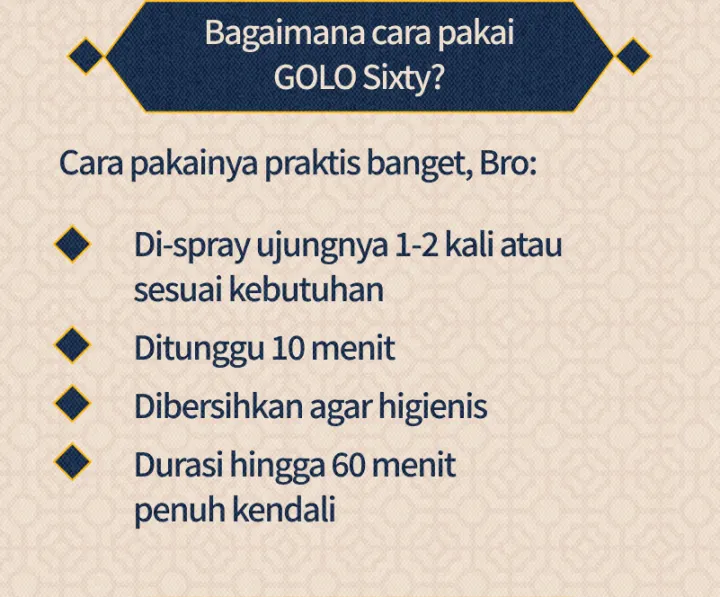 Bagaimana cara pakai
GOLO Sixty?
Cara pakainya praktis banget, Bro:
Di-spray ujungnya 1-2 kali atau
sesuai kebutuhan
Ditunggu 10 menit
Dibersihkan agar higienis
Durasi hingga 60 menit
penuh kendali